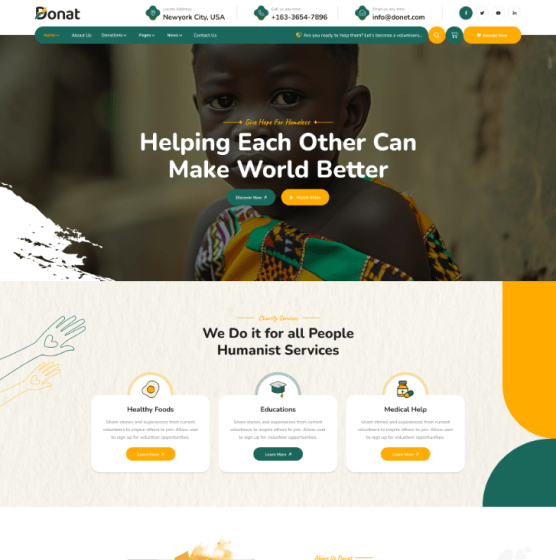 Donat
Locate Address
Newyork City, USA
Call us any time
+163-3654-7896
Email us any time
info@donet.com
Home
About Us
Donations
Pages
News
Contact Us
Are you ready to help them? Let's become a volunteers...
Donate Now
Give Hope For Homeless
Helping Each Other Can
Make World Better
Discover Now
Watch Video
Charity Services
We Do it for all People
Humanist Services
Healthy Foods
Share stories and experiences from current
volunteers to inspire others to join. Allow user
to sign up for volunteer opportunities.
Learn More
Educations
Share stories and experiences from current
volunteers to inspire others to join. Allow user
to sign up for volunteer opportunities.
Learn More
Medical Help
Share stories and experiences from current
volunteers to inspire others to join. Allow user
to sign up for volunteer opportunities.
Learn More
About Us Donat